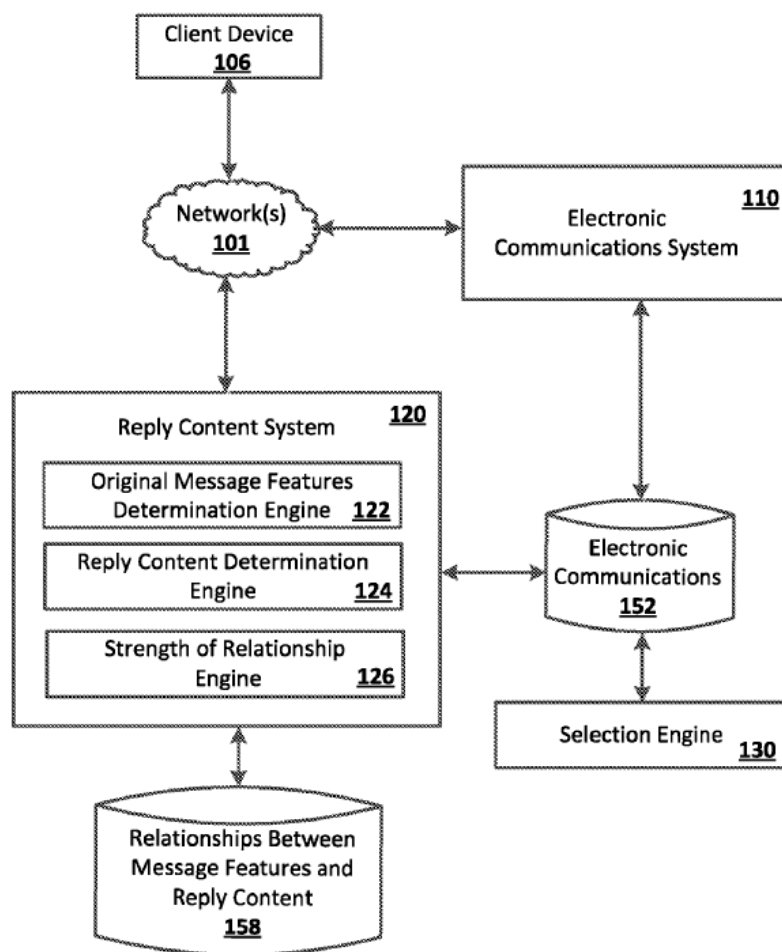 Client Device
106
Network(s)
101
110
Electronic
Communications System
120
Reply Content System
Original Message Features
Determination Engine 122
Reply Content Determination
Engine 124
Strength of Relationship
Engine 126
Electronic
Communications
152
Selection Engine
130
Relationships Between
Message Features and
Reply Content
158